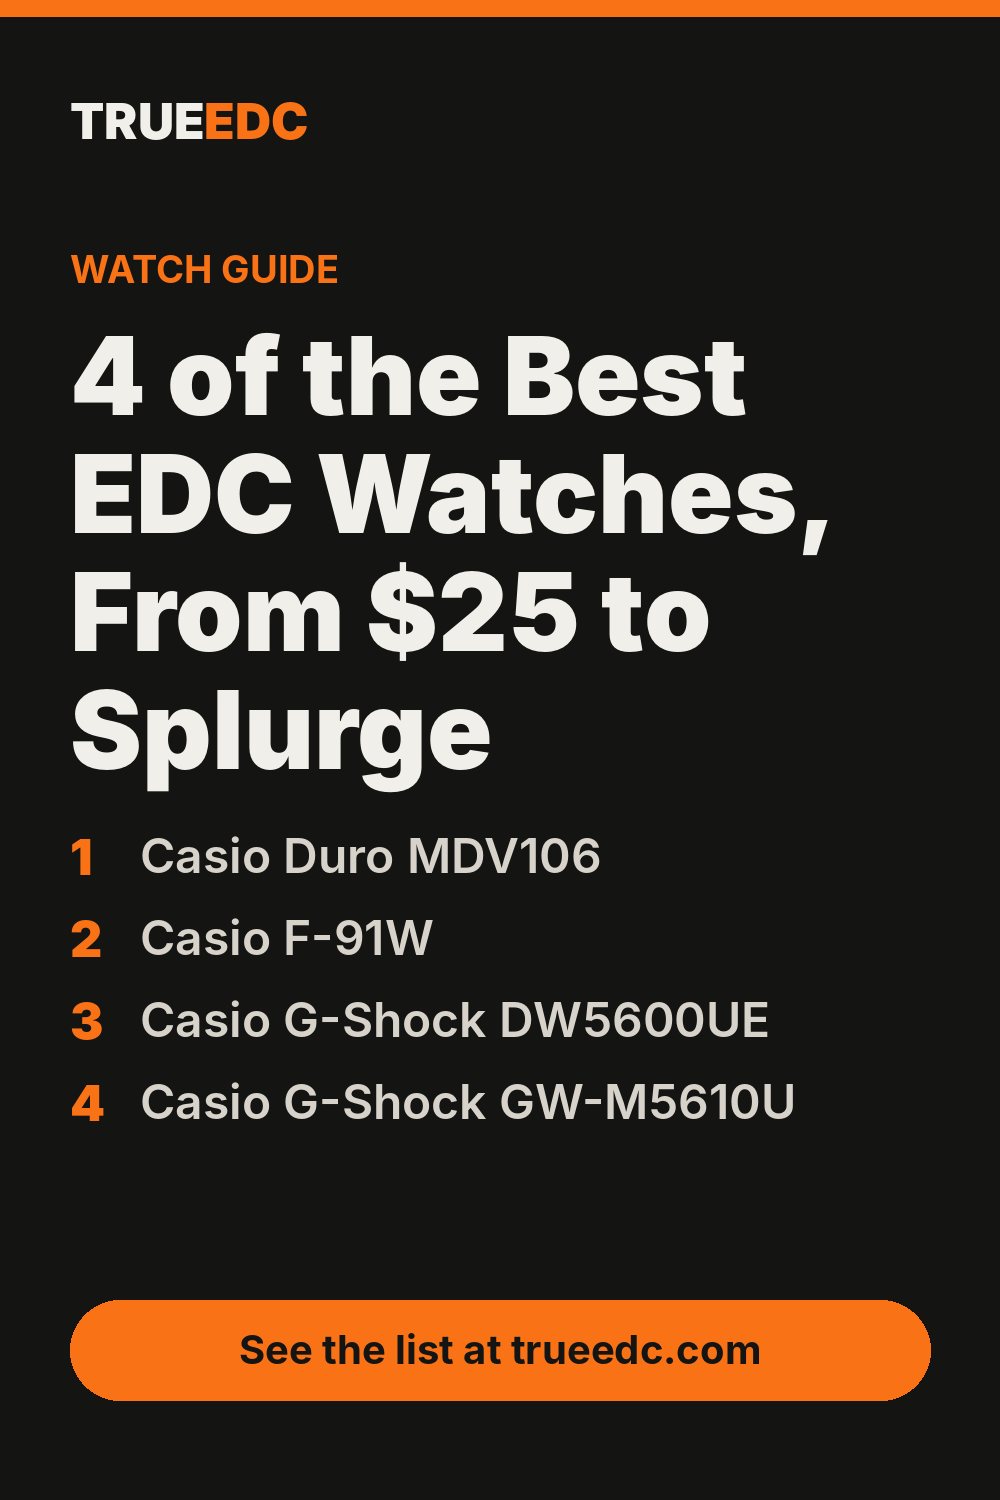 TRUEEDC
WATCH GUIDE
4 of the Best
EDC Watches,
From $25 to
Splurge
1 Casio Duro MDV106
2 Casio F-91W
3 Casio G-Shock DW5600UE
4 Casio G-Shock GW-M5610U
See the list at trueedc.com